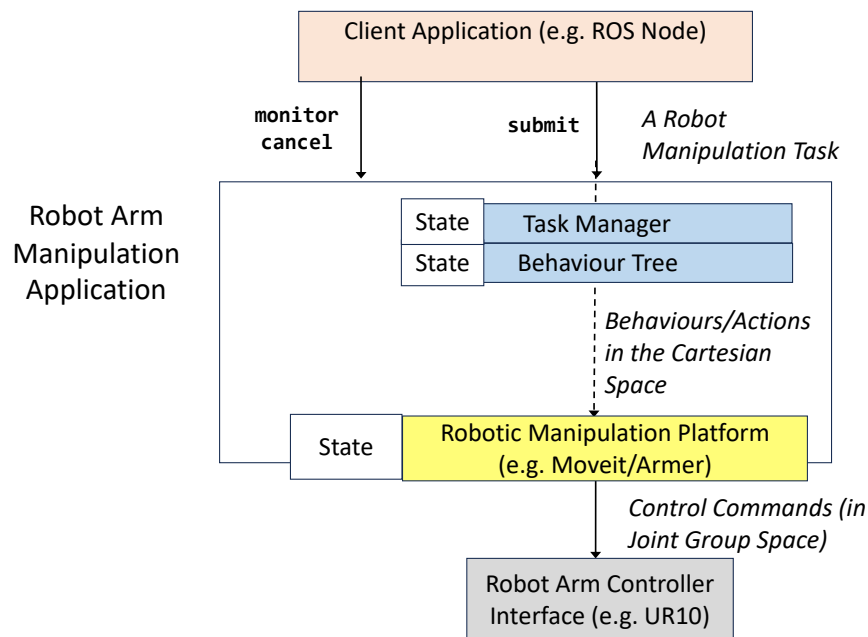 Client Application (e.g. ROS Node)
monitor
cancel
submit
A Robot
Manipulation Task
Robot Arm
Manipulation
Application
State
Task Manager
State
Behaviour Tree
Behaviours/Actions
in the Cartesian
Space
State
Robotic Manipulation Platform
(e.g. Moveit/Armer)
Control Commands (in
Joint Group Space)
Robot Arm Controller
Interface (e.g. UR10)